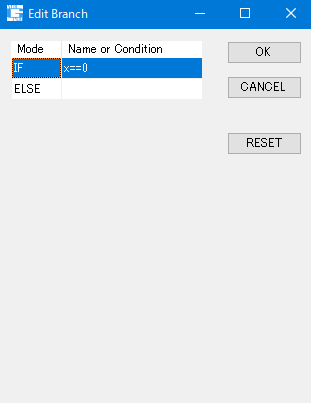 Edit Branch
Mode Name or Condition
IF x==0
ELSE
OK
CANCEL
RESET